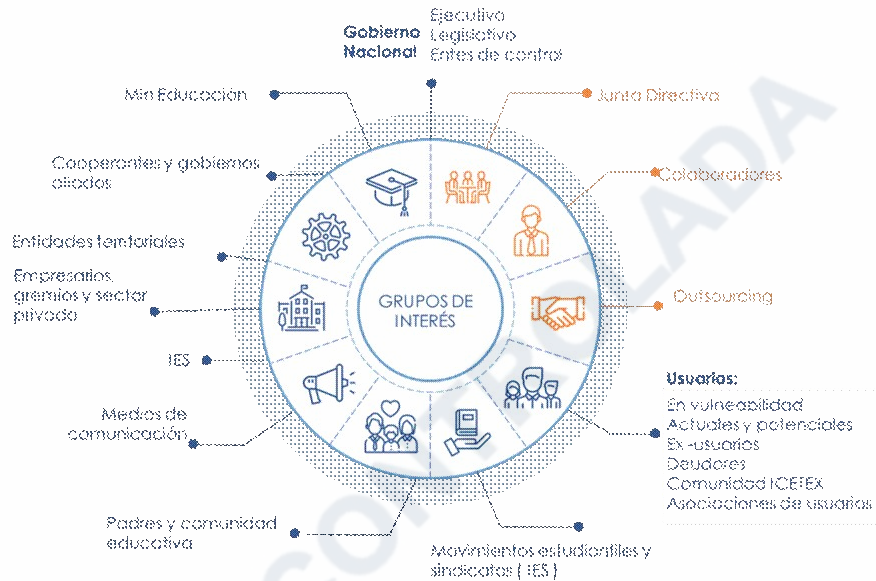 Gobierno
Nacional
Ejecutivo
Legislativo
Entes de control
Min Educación
Junta Directiva
Cooperantes y gobiernos
aliados
Colaboradores
Entidades territoriales
Empresarios,
gremios y sector
privado
GRUPOS DE
INTERÉS
Outsourcing
IES
Usuarios:
En vulneabilidad
Actuales y potenciales
Ex -usuarios
Deudores
Comunidad ICETEX
Asociaciones de usuarios
Medios de
comunicación
Padres y comunidad
educativa
Movimientos estudiantiles y
sindicatos ( IES )
CONTROLADA